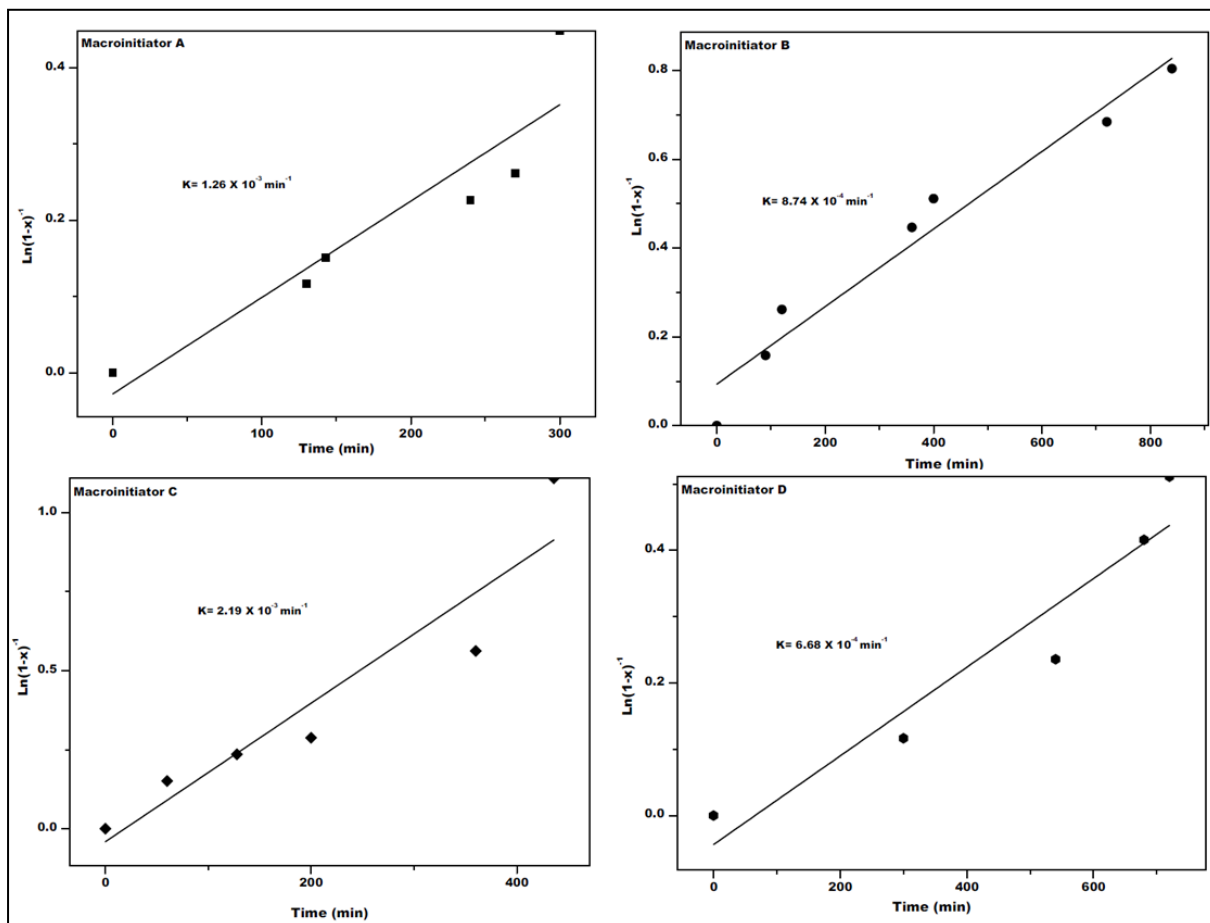 Macroinitiator A
0.4
0.2
0.0
Ln(1-x)⁻¹
K= 1.26 X 10⁻³ min⁻¹
0
100
200
300
Time (min)
Macroinitiator B
0.8
0.6
0.4
0.2
0.0
Ln(1-x)⁻¹
K= 8.74 X 10⁻⁴ min⁻¹
0
200
400
600
800
Time (min)
Macroinitiator C
1.0
0.5
0.0
Ln(1-x)⁻¹
K= 2.19 X 10⁻³ min⁻¹
0
200
400
Time (min)
Macroinitiator D
0.4
0.2
0.0
Ln(1-x)⁻¹
K= 6.68 X 10⁻⁴ min⁻¹
0
200
400
600
Time (min)